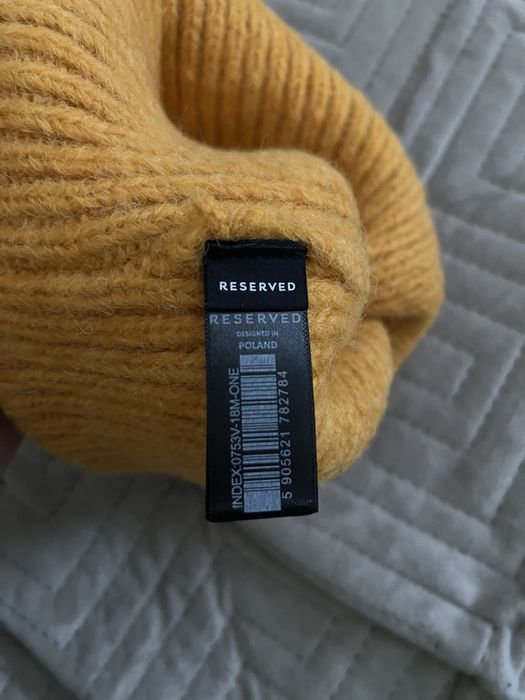 RESERVED
RESERVED
DESIGNED IN
POLAND
INDEX:0753V-18M-ONE
5 905621 782784